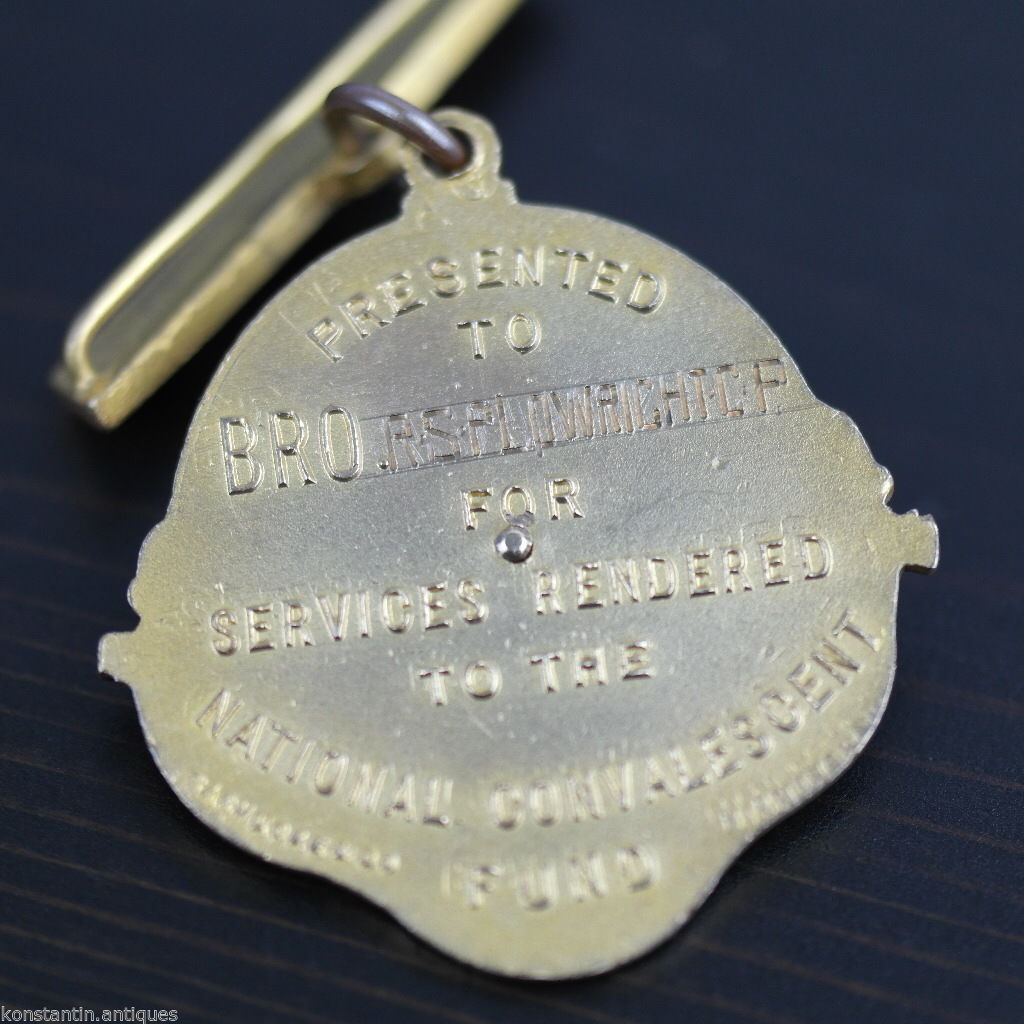 PRESENTED
TO
BRO
FOR
SERVICES RENDERED
TO THE
NATIONAL CONVALESCENT
FUND
konstantin.antiques